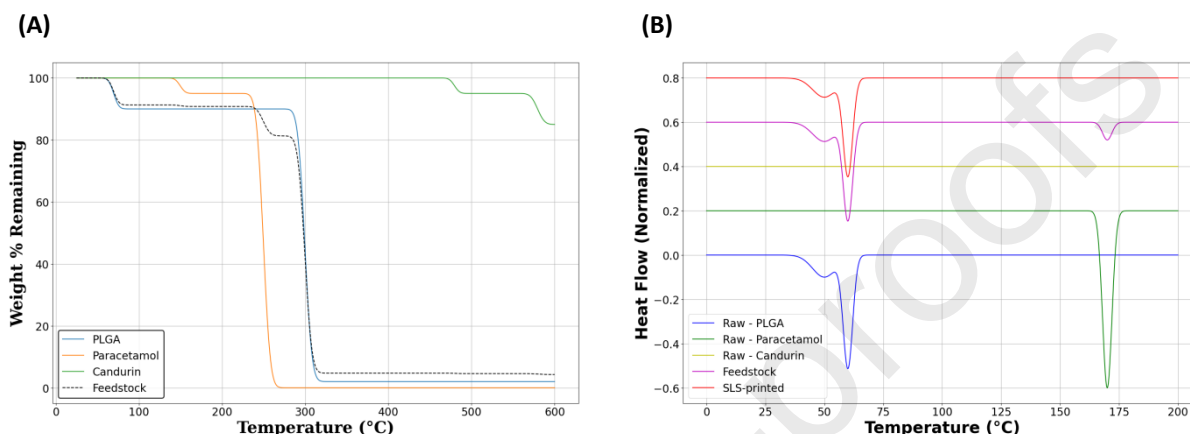 (A)
Weight % Remaining
100
80
60
40
20
0
PLGA
Paracetamol
Candurin
Feedstock
0 100 200 300 400 500 600
Temperature (°C)
(B)
Heat Flow (Normalized)
0.8
0.6
0.4
0.2
0.0
−0.2
−0.4
−0.6
Raw - PLGA
Raw - Paracetamol
Raw - Candurin
Feedstock
SLS-printed
0 25 50 75 100 125 150 175 200
Temperature (°C)
roofs